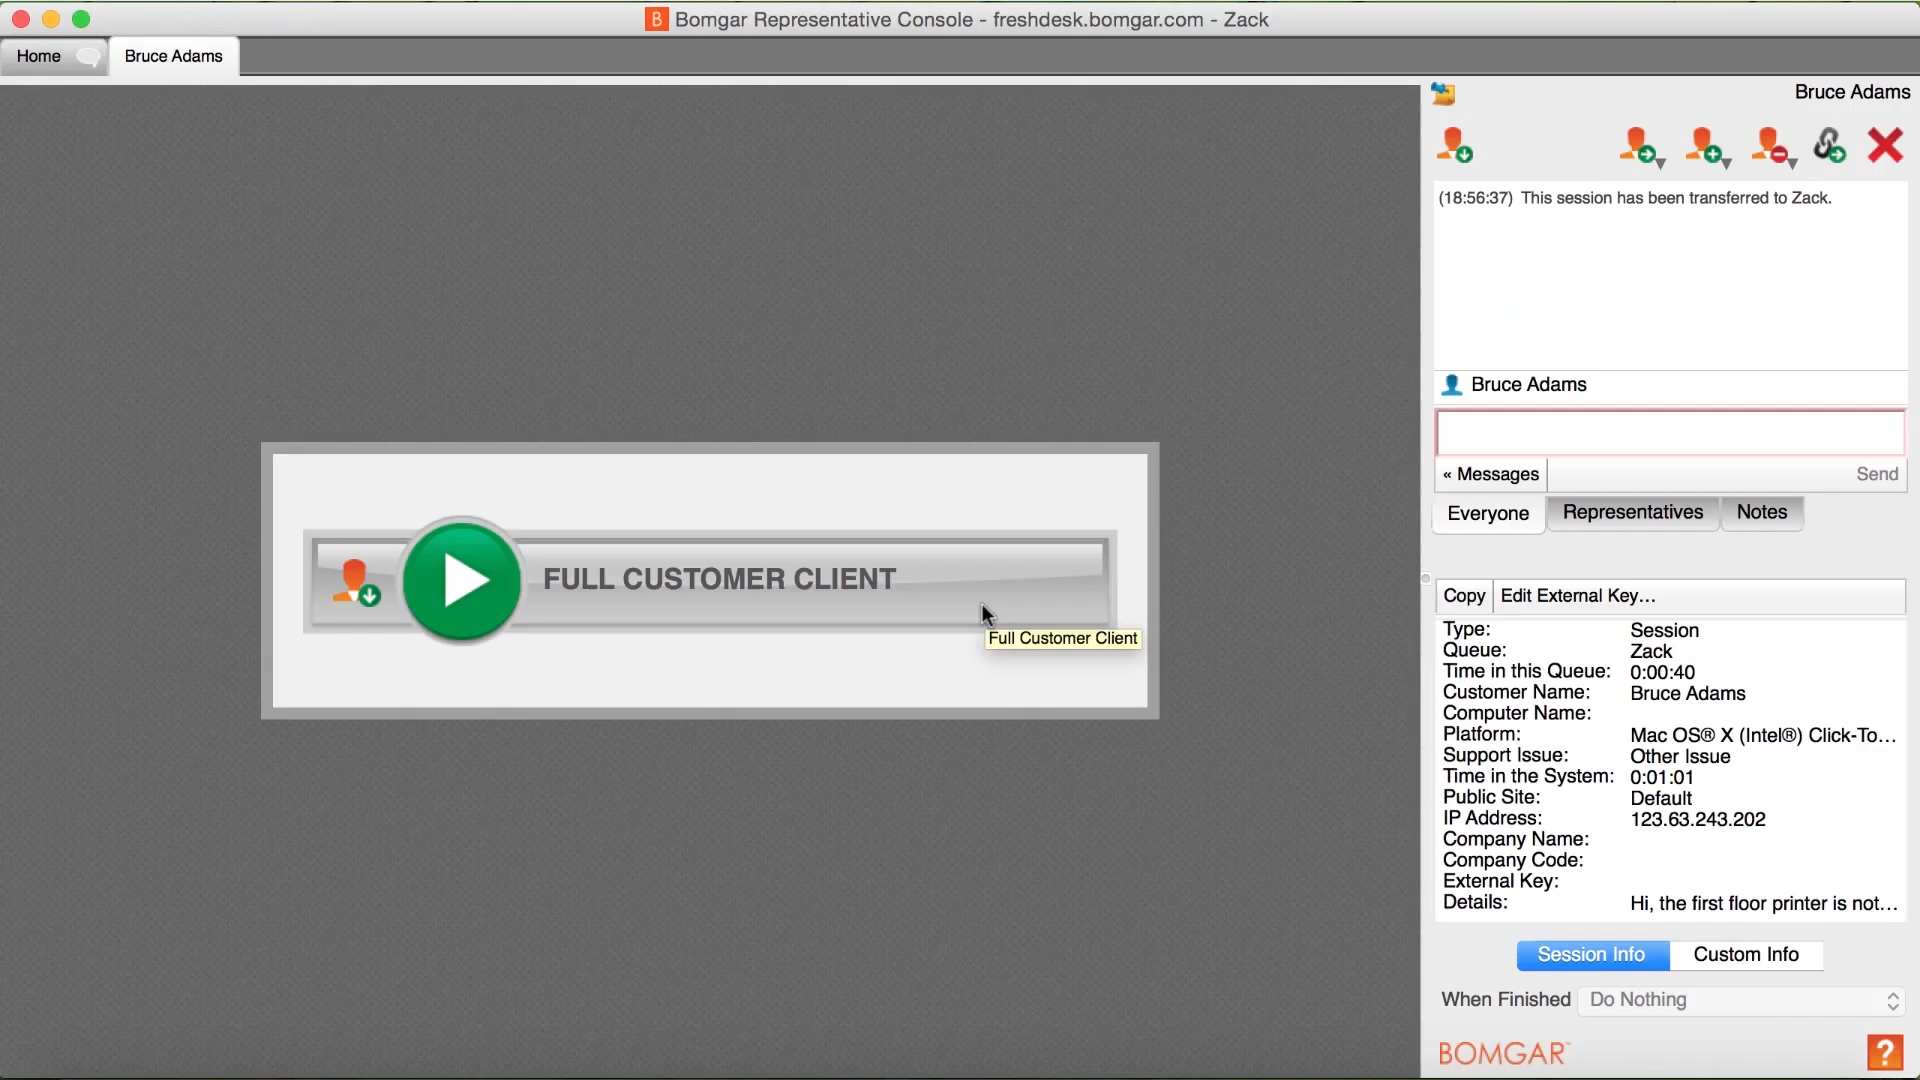 B Bomgar Representative Console - freshdesk.bomgar.com - Zack
Home
Bruce Adams
Bruce Adams
(18:56:37) This session has been transferred to Zack.
Bruce Adams
« Messages
Send
Everyone
Representatives
Notes
FULL CUSTOMER CLIENT
Full Customer Client
Copy
Edit External Key...
Type: Session
Queue: Zack
Time in this Queue: 0:00:40
Customer Name: Bruce Adams
Computer Name:
Platform: Mac OS® X (Intel®) Click-To...
Support Issue: Other Issue
Time in the System: 0:01:01
Public Site: Default
IP Address: 123.63.243.202
Company Name:
Company Code:
External Key:
Details: Hi, the first floor printer is not...
Session Info
Custom Info
When Finished Do Nothing
BOMGAR™
?